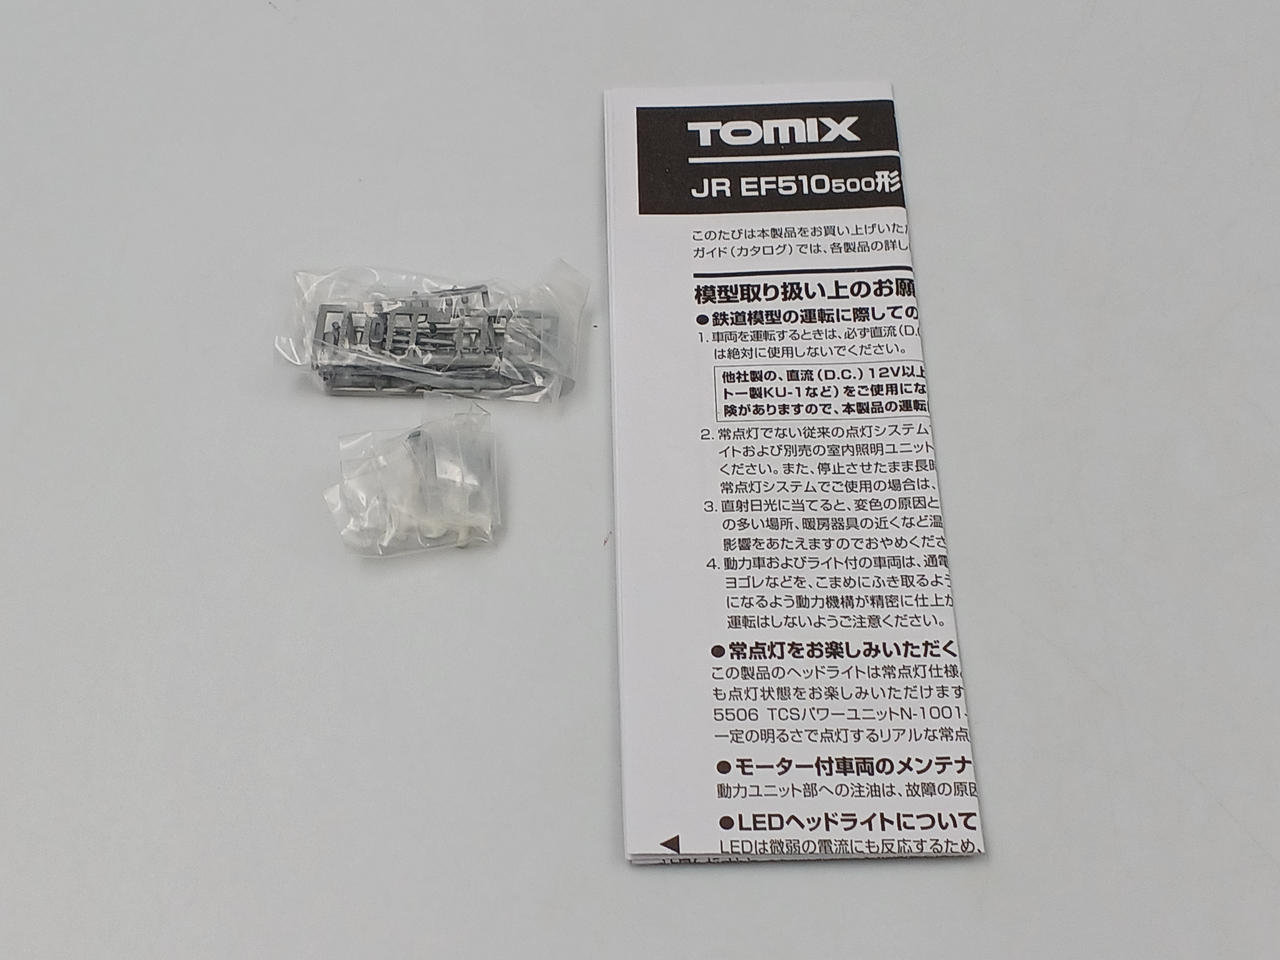 TOMIX
JR EF510 500形
このたびは本製品をお買い上げいた
ガイド(カタログ)では、各製品の詳し
模型取り扱い上のお願
●鉄道模型の運転に際しての
1. 車両を運転するときは、必ず直流(D.C
は絶対に使用しないでください。
他社製の、直流(D.C.)12V以上
トー製KU-1など)をご使用にな
険がありますので、本製品の運転
2. 常点灯でない従来の点灯システム
イトおよび別売の室内照明ユニット
ください。また、停止させたまま長時
常点灯システムでご使用の場合は、
3. 直射日光に当てると、変色の原因と
の多い場所、暖房器具の近くなど温
影響をあたえますのでおやめくださ
4. 動力車およびライト付の車両は、通電
ヨゴレなどを、こまめにふき取るよう
になるよう動力機構が精密に仕上が
運転はしないようご注意ください。
●常点灯をお楽しみいただく
この製品のヘッドライトは常点灯仕様
も点灯状態をお楽しみいただけます
5506 TCSパワーユニットN-1001-
一定の明るさで点灯するリアルな常点
●モーター付車両のメンテナ
動力ユニット部への注油は、故障の原因
●LEDヘッドライトについて
LEDは微弱の電流にも反応するため、